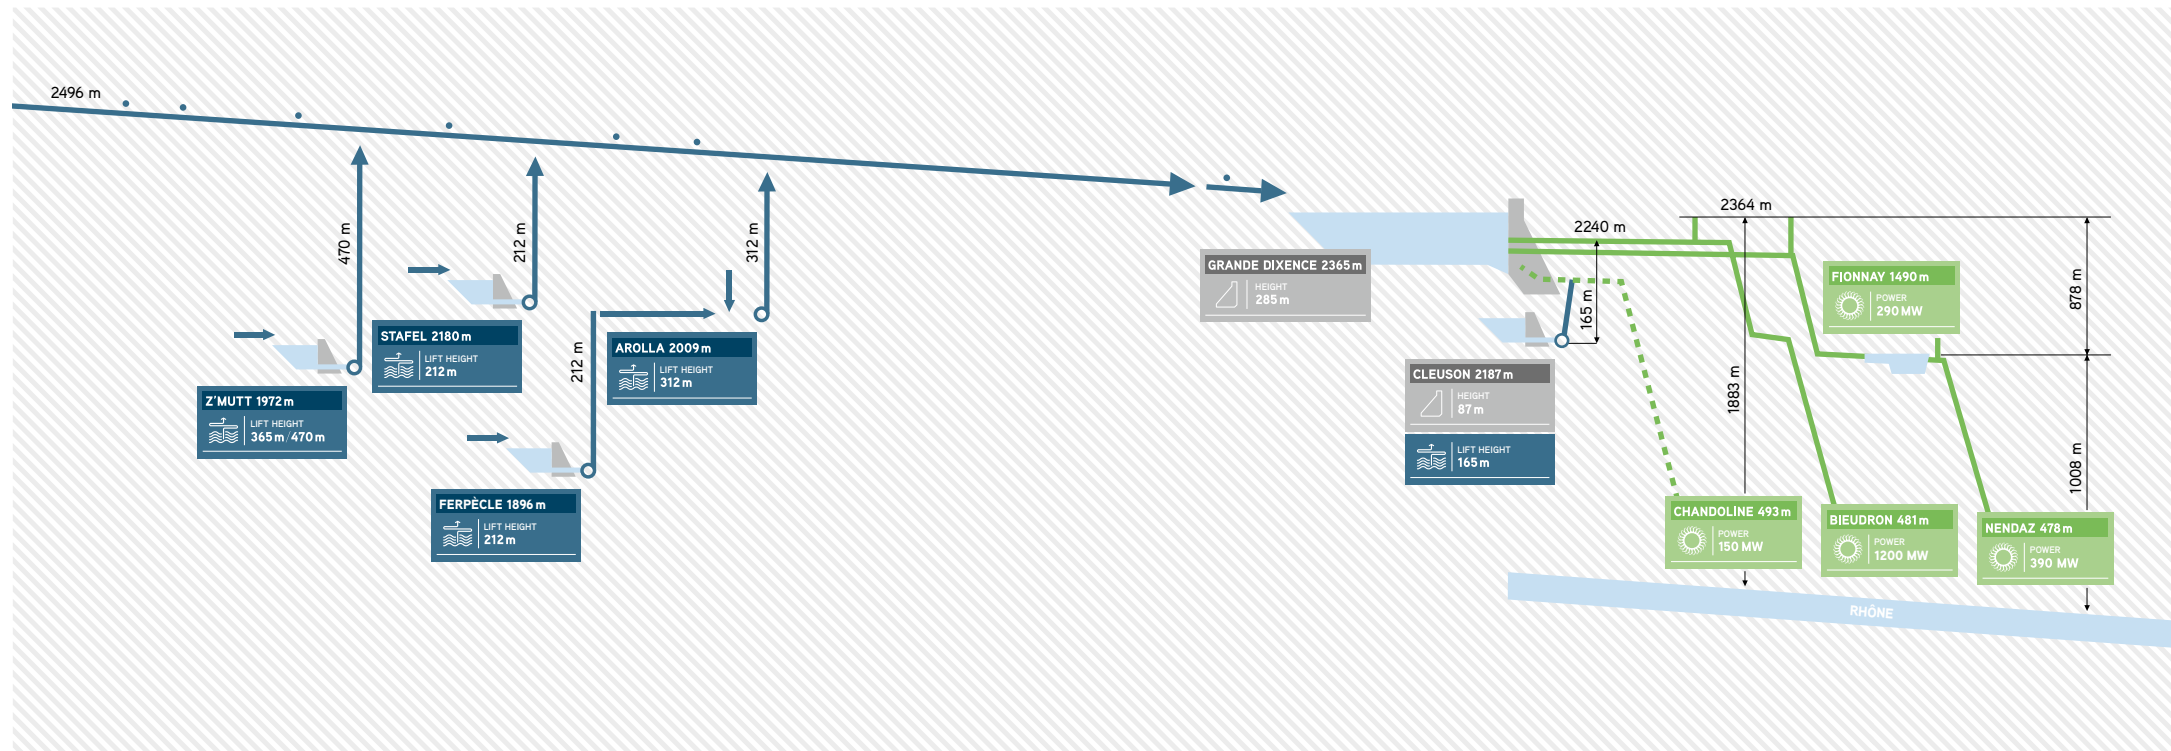 2496 m
470 m
212 m
312 m
212 m
Z'MUTT 1972 m
LIFT HEIGHT
365 m/470 m
STAFEL 2180 m
LIFT HEIGHT
212 m
FERPÈCLE 1896 m
LIFT HEIGHT
212 m
AROLLA 2009 m
LIFT HEIGHT
312 m
GRANDE DIXENCE 2365 m
HEIGHT
285 m
CLEUSON 2187 m
HEIGHT
87 m
LIFT HEIGHT
165 m
2240 m
165 m
2364 m
1883 m
878 m
1008 m
FIONNAY 1490 m
POWER
290 MW
CHANDOLINE 493 m
POWER
150 MW
BIEUDRON 481 m
POWER
1200 MW
NENDAZ 478 m
POWER
390 MW
RHÔNE